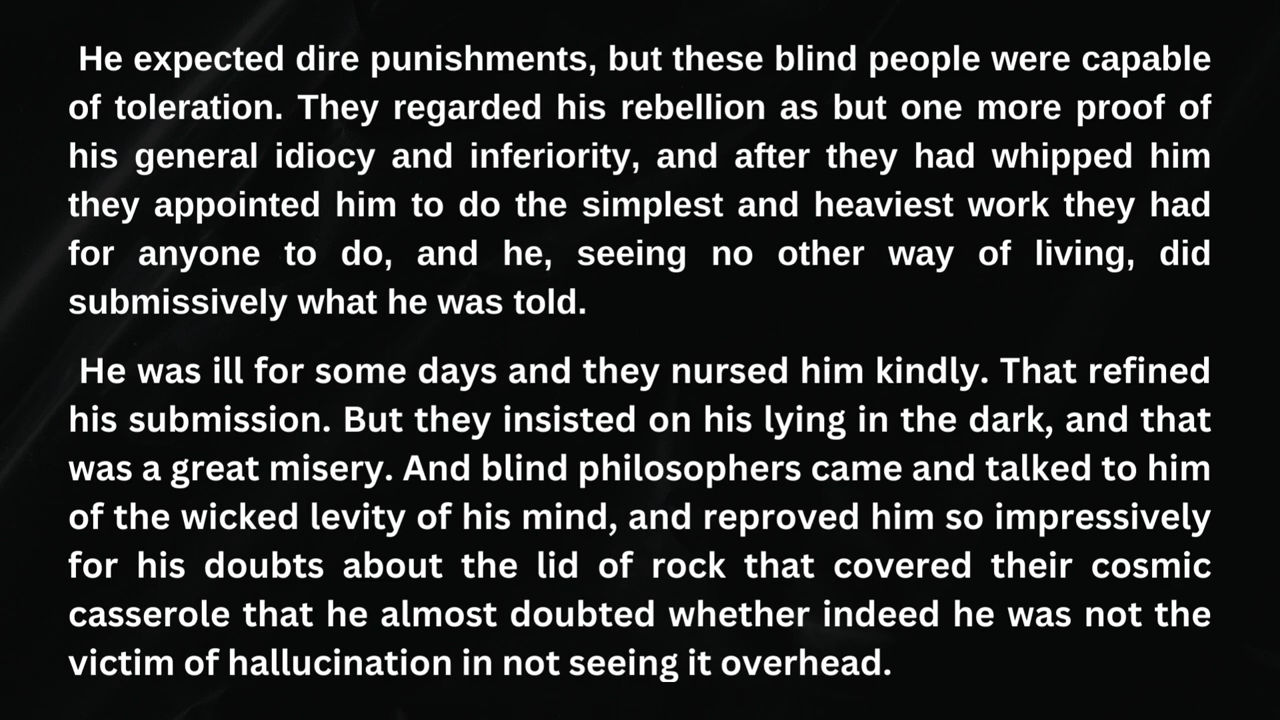 He expected dire punishments, but these blind people were capable
of toleration. They regarded his rebellion as but one more proof of
his general idiocy and inferiority, and after they had whipped him
they appointed him to do the simplest and heaviest work they had
for anyone to do, and he, seeing no other way of living, did
submissively what he was told.
He was ill for some days and they nursed him kindly. That refined
his submission. But they insisted on his lying in the dark, and that
was a great misery. And blind philosophers came and talked to him
of the wicked levity of his mind, and reproved him so impressively
for his doubts about the lid of rock that covered their cosmic
casserole that he almost doubted whether indeed he was not the
victim of hallucination in not seeing it overhead.